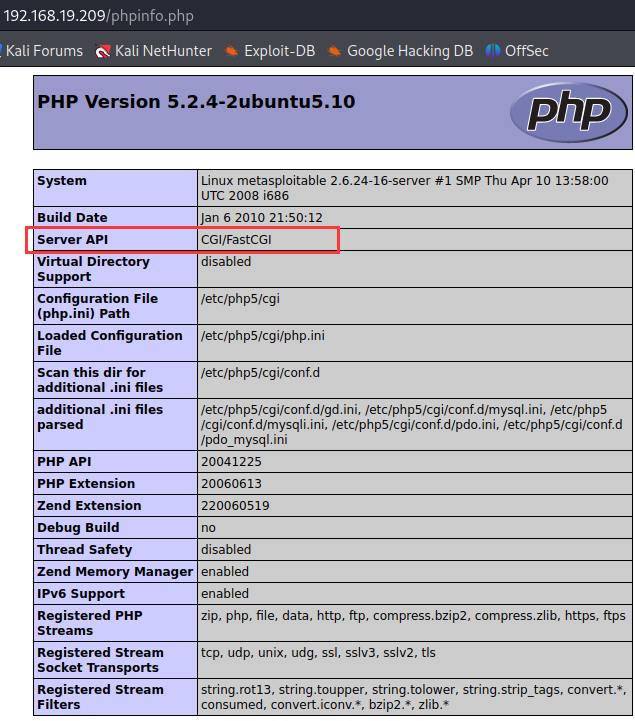 192.168.19.209/phpinfo.php
Kali Forums Kali NetHunter Exploit-DB Google Hacking DB OffSec
PHP Version 5.2.4-2ubuntu5.10
php
System Linux metasploitable 2.6.24-16-server #1 SMP Thu Apr 10 13:58:00
UTC 2008 i686
Build Date Jan 6 2010 21:50:12
Server API CGI/FastCGI
Virtual Directory disabled
Support
Configuration File /etc/php5/cgi
(php.ini) Path
Loaded Configuration /etc/php5/cgi/php.ini
File
Scan this dir for /etc/php5/cgi/conf.d
additional .ini files
additional .ini files /etc/php5/cgi/conf.d/gd.ini, /etc/php5/cgi/conf.d/mysql.ini, /etc/php5
parsed /cgi/conf.d/mysqli.ini, /etc/php5/cgi/conf.d/pdo.ini, /etc/php5/cgi/conf.d
/pdo_mysql.ini
PHP API 20041225
PHP Extension 20060613
Zend Extension 220060519
Debug Build no
Thread Safety disabled
Zend Memory Manager enabled
IPv6 Support enabled
Registered PHP zip, php, file, data, http, ftp, compress.bzip2, compress.zlib, https, ftps
Streams
Registered Stream tcp, udp, unix, udg, ssl, sslv3, sslv2, tls
Socket Transports
Registered Stream string.rot13, string.toupper, string.tolower, string.strip_tags, convert.*,
Filters consumed, convert.iconv.*, bzip2.*, zlib.*